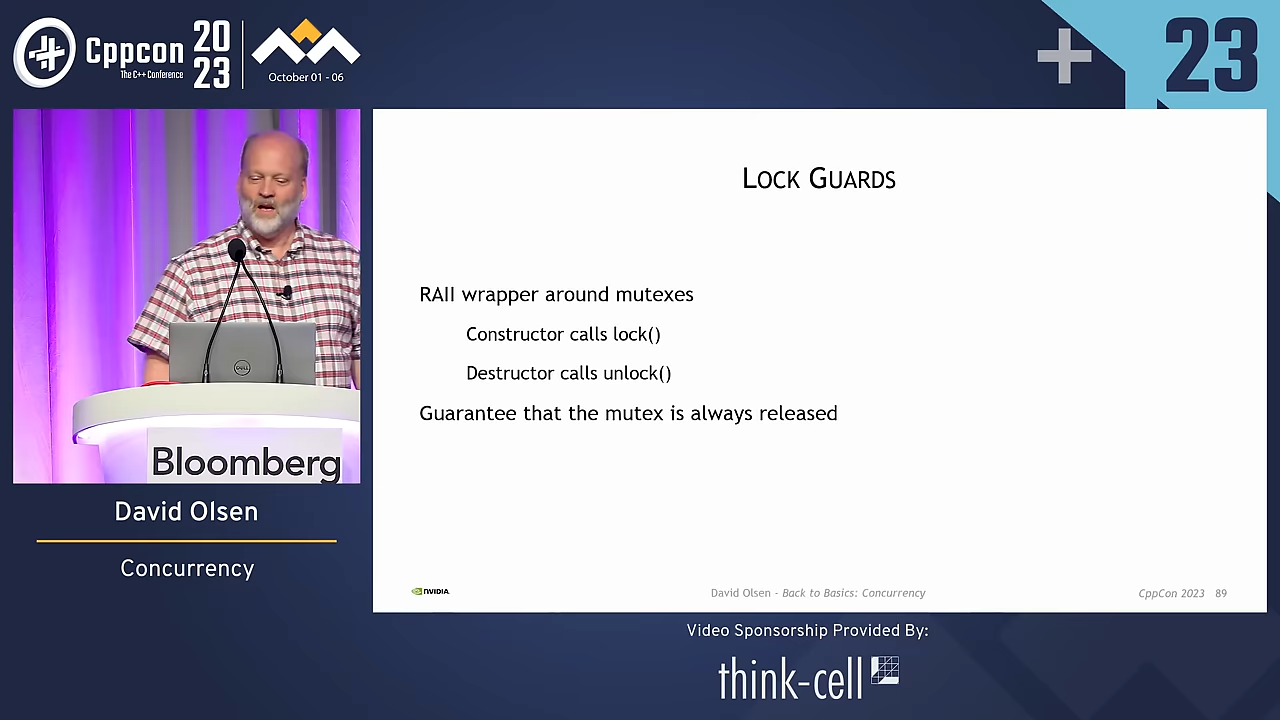 Cppcon
The C++ Conference
20
23
October 01 - 06
23
LOCK GUARDS
RAII wrapper around mutexes
Constructor calls lock()
Destructor calls unlock()
Guarantee that the mutex is always released
DELL
Bloomberg
David Olsen
Concurrency
NVIDIA.
David Olsen - Back to Basics: Concurrency
CppCon 2023 89
Video Sponsorship Provided By:
think-cell